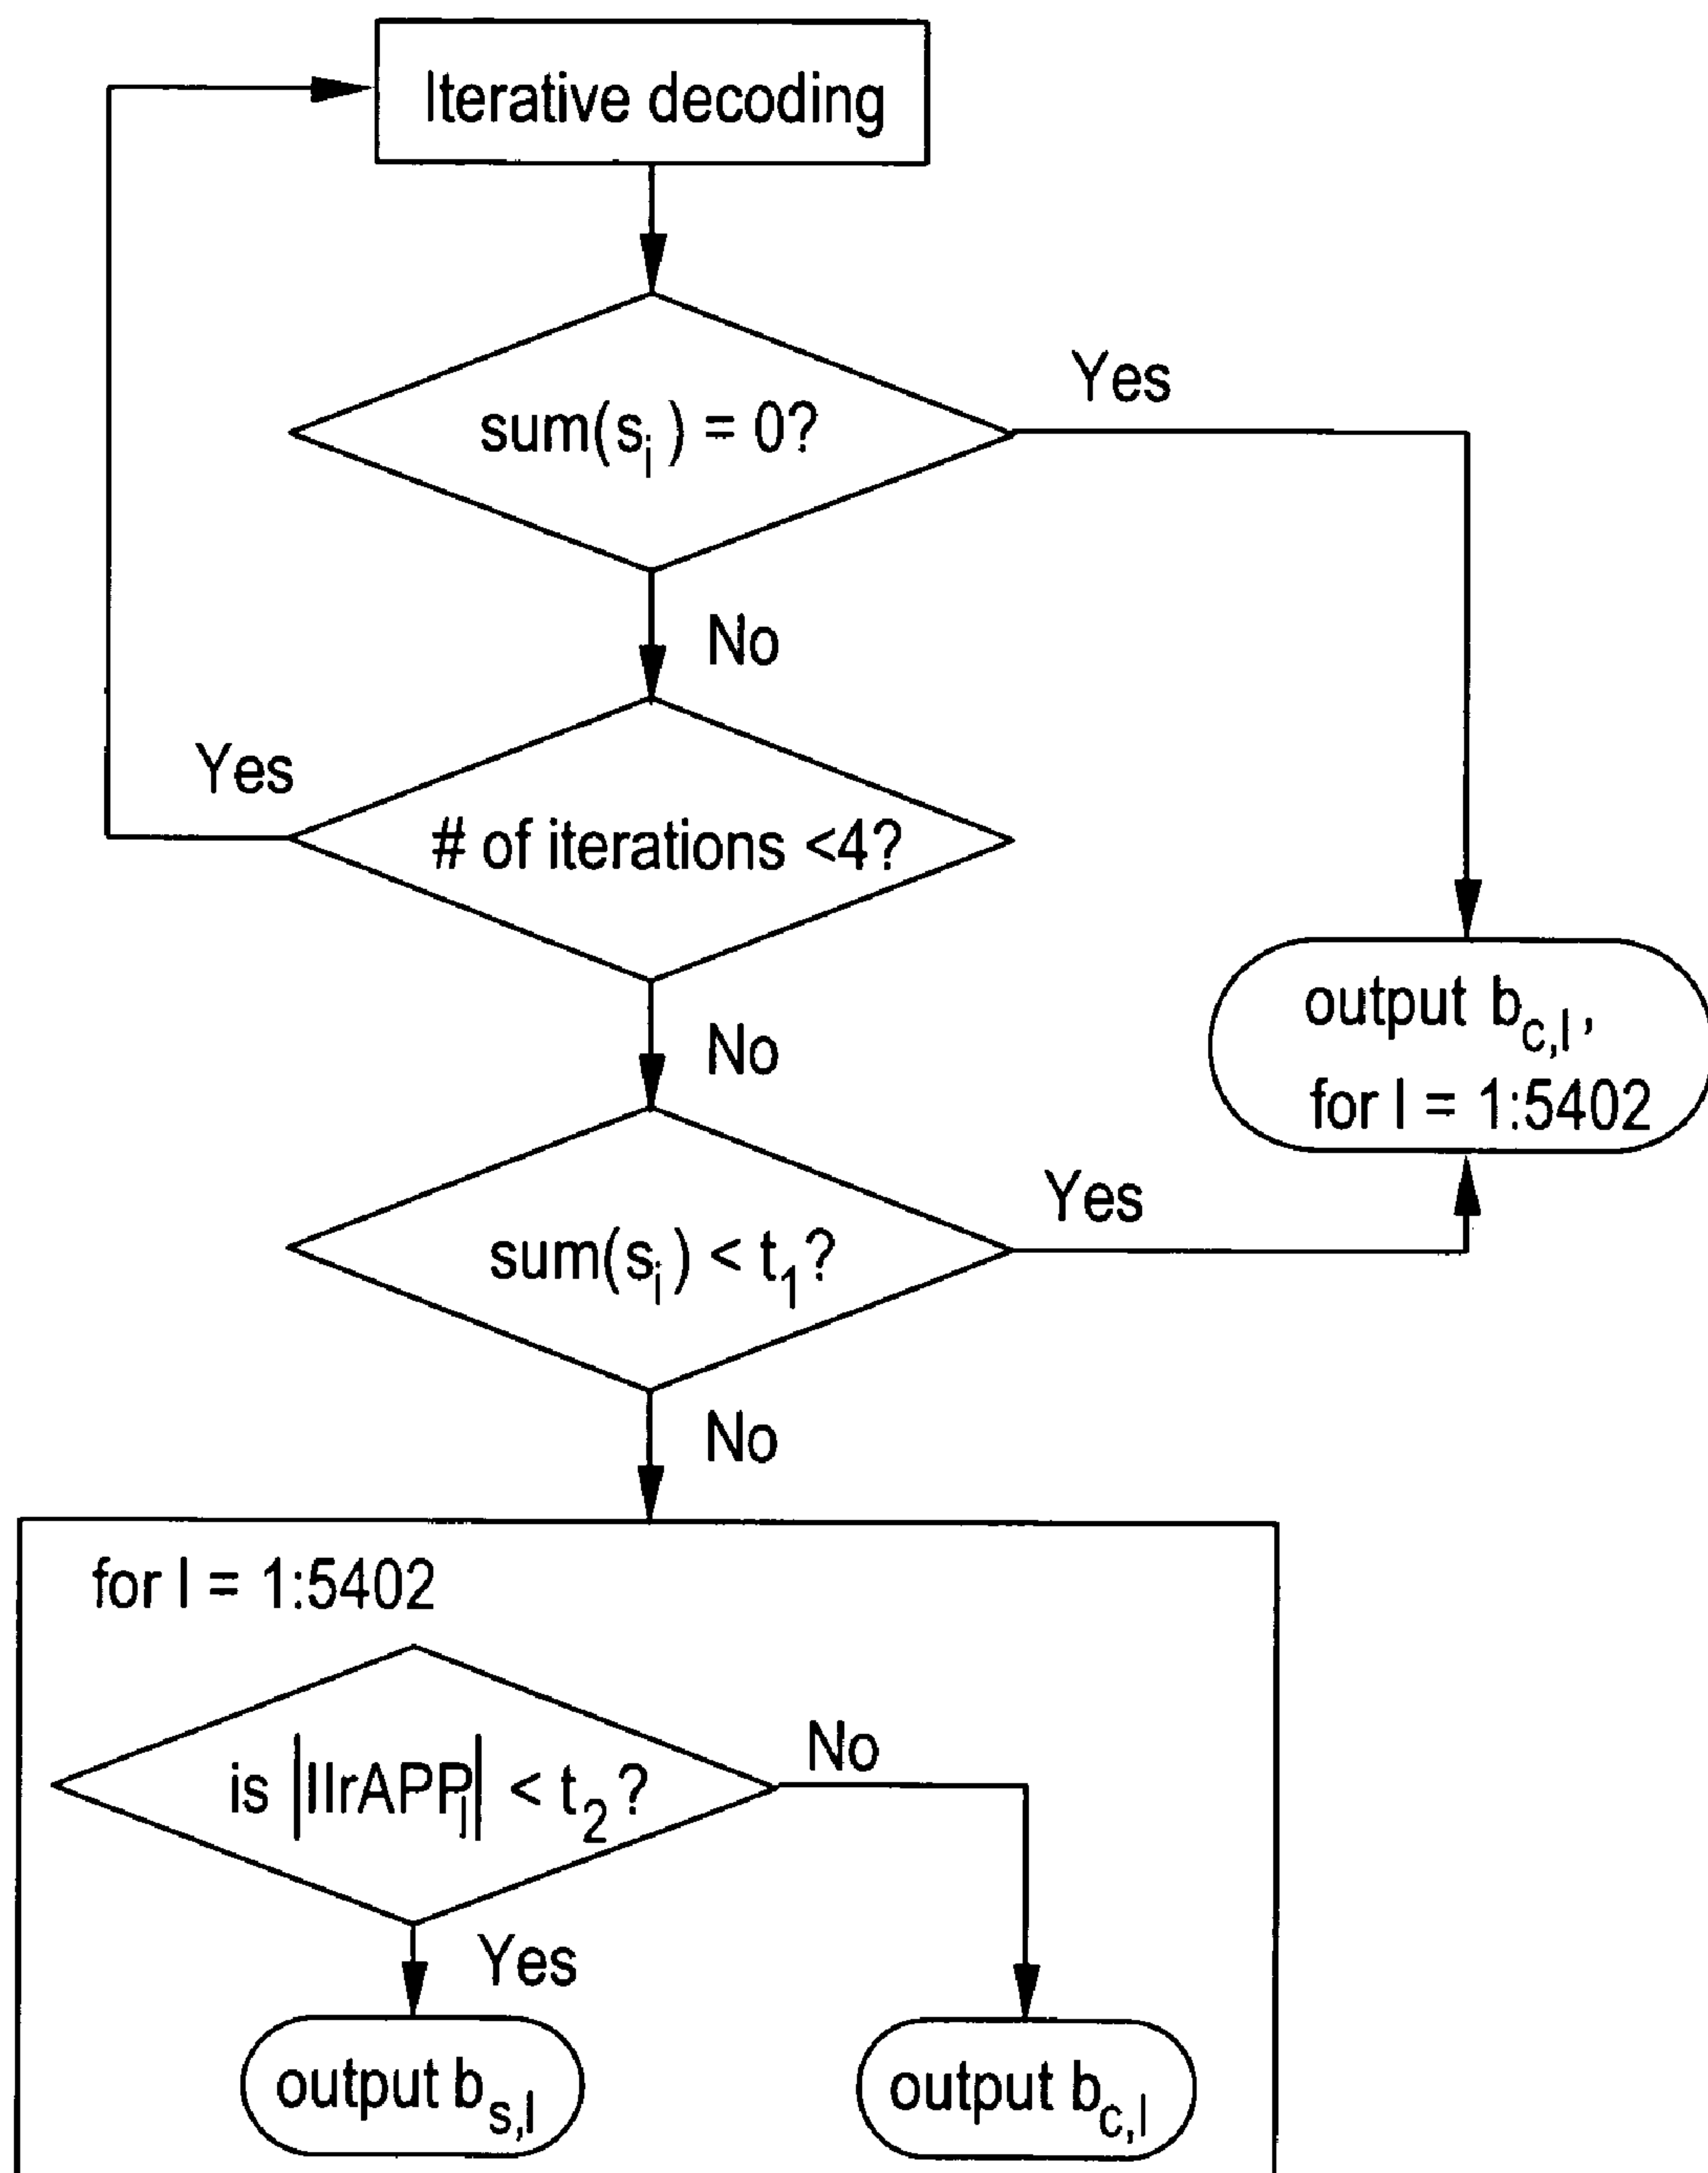 Iterative decoding
sum(s_i) = 0?
Yes
No
# of iterations <4?
Yes
No
output b_c,l,
for l = 1:5402
sum(s_i) < t_1?
Yes
No
for l = 1:5402
is |llrAPP_l| < t_2?
No
Yes
output b_s,l
output b_c,l